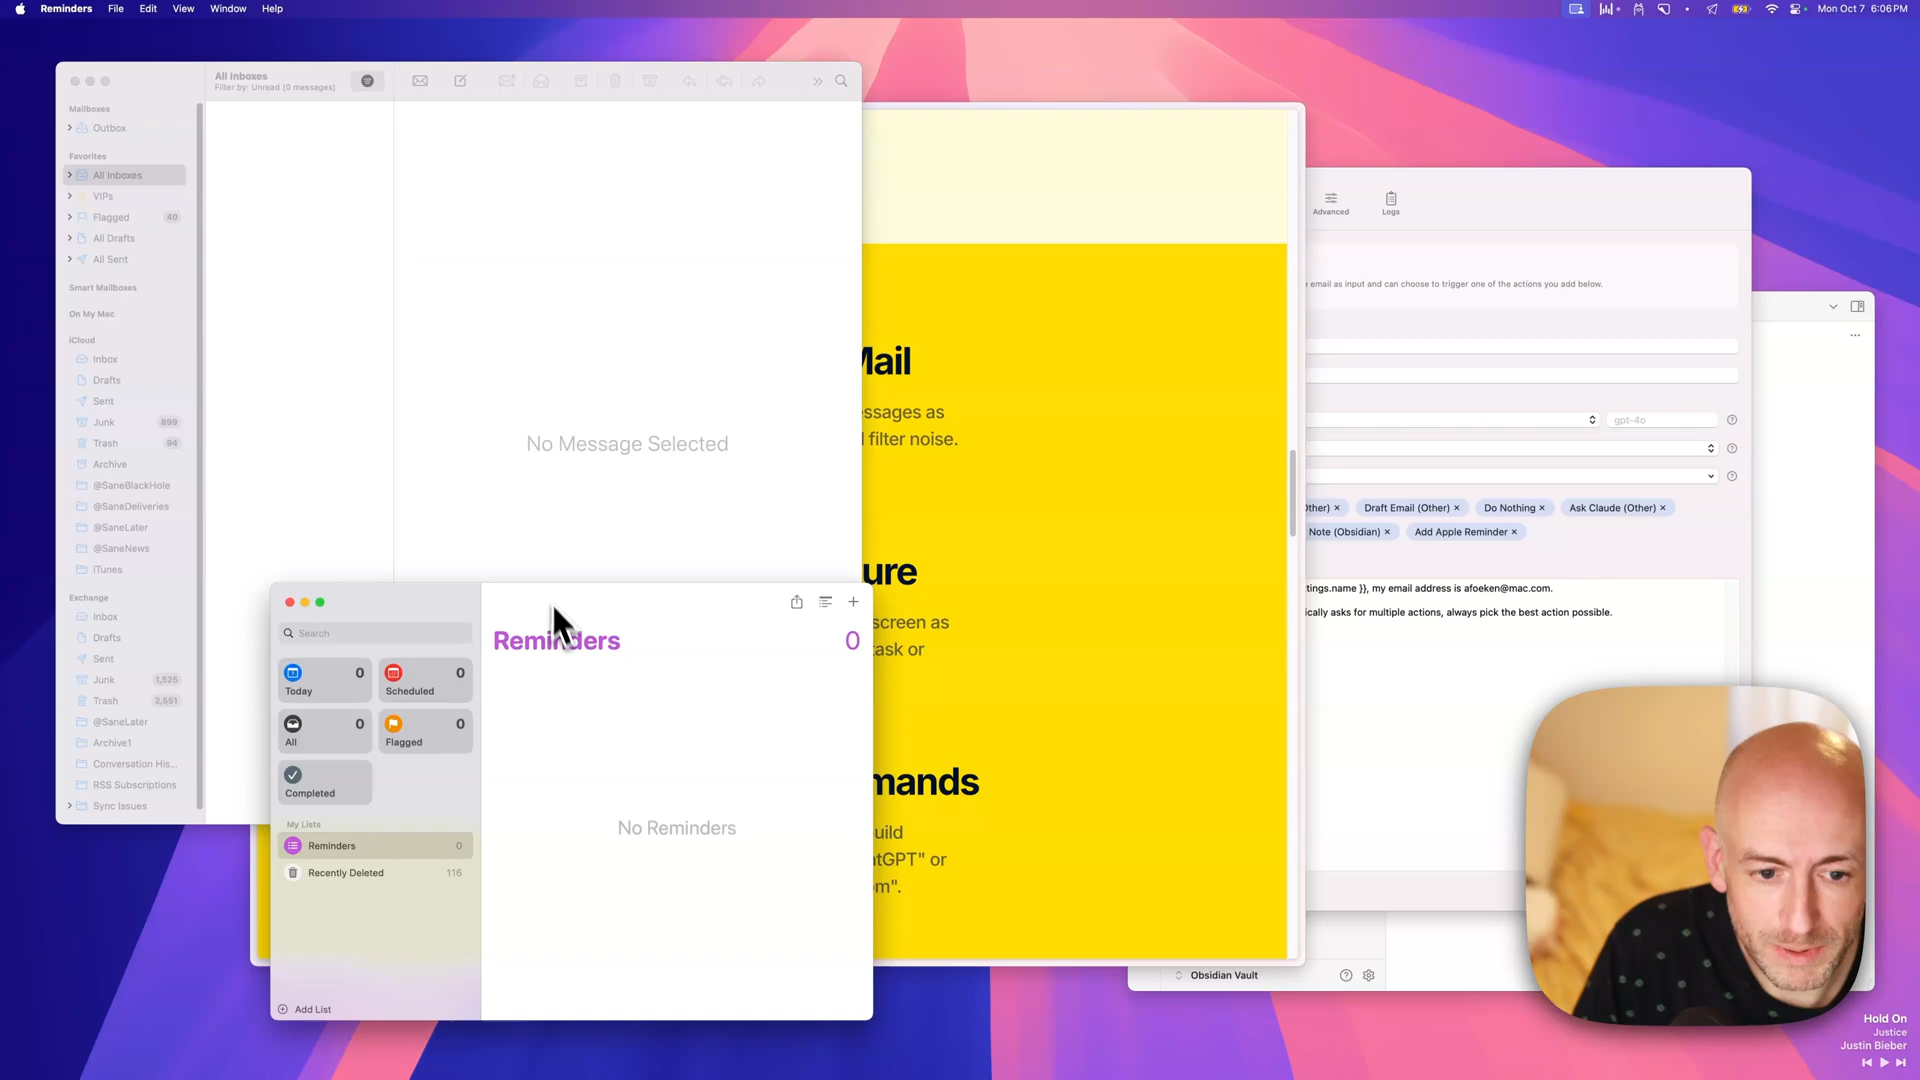 Reminders File Edit View Window Help
Mon Oct 7 6:06 PM
All Inboxes
Filter by: Unread (0 messages)
Mailboxes
Outbox
Favorites
All Inboxes
VIPs
Flagged 40
All Drafts
All Sent
Smart Mailboxes
On My Mac
iCloud
Inbox
Drafts
Sent
Junk 899
Trash 94
Archive
@SaneBlackHole
@SaneDeliveries
@SaneLater
@SaneNews
iTunes
Exchange
Inbox
Drafts
Sent
Junk 1,525
Trash 2,551
@SaneLater
Archive1
Conversation His...
RSS Subscriptions
Sync Issues
No Message Selected
Search
Today 0
Scheduled 0
All 0
Flagged 0
Completed
My Lists
Reminders 0
Recently Deleted 116
Add List
Reminders 0
No Reminders
Mail
ssages as
filter noise.
ure
screen as
ask or
mands
uild
tGPT" or
m".
Advanced
Logs
email as input and can choose to trigger one of the actions you add below.
gpt-4o
ther) × Draft Email (Other) × Do Nothing × Ask Claude (Other) ×
Note (Obsidian) × Add Apple Reminder ×
tings.name }}, my email address is afoeken@mac.com.
ically asks for multiple actions, always pick the best action possible.
Obsidian Vault
Hold On
Justice
Justin Bieber